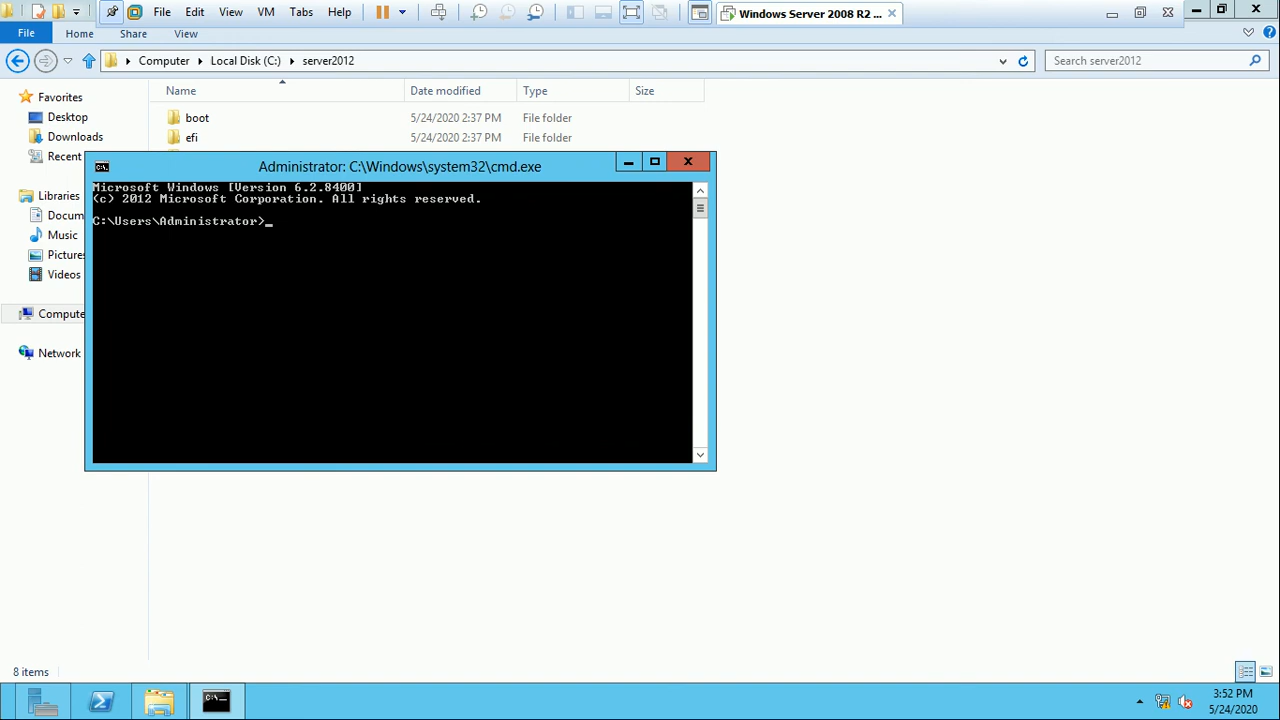 File Edit View VM Tabs Help Windows Server 2008 R2 ...
File Home Share View
Computer Local Disk (C:) server2012 Search server2012
Name Date modified Type Size
Favorites
boot 5/24/2020 2:37 PM File folder
Desktop
efi 5/24/2020 2:37 PM File folder
Downloads
Recent
Libraries
Docum
Music
Pictures
Videos
Compute
Network
Administrator: C:\Windows\system32\cmd.exe
Microsoft Windows [Version 6.2.8400]
(c) 2012 Microsoft Corporation. All rights reserved.
C:\Users\Administrator>_
8 items
3:52 PM
5/24/2020